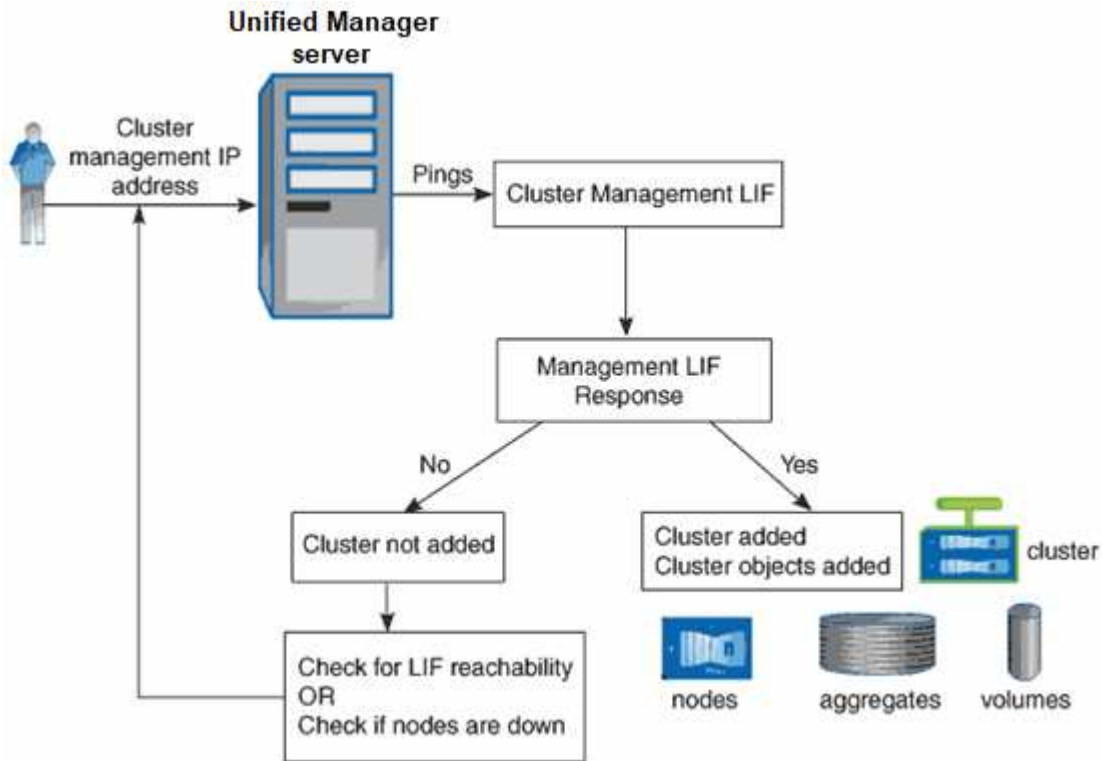 Unified Manager
server
Cluster
management IP
address
Pings
Cluster Management LIF
Management LIF
Response
No
Yes
Cluster not added
Cluster added
Cluster objects added
cluster
Check for LIF reachability
OR
Check if nodes are down
nodes
aggregates
volumes